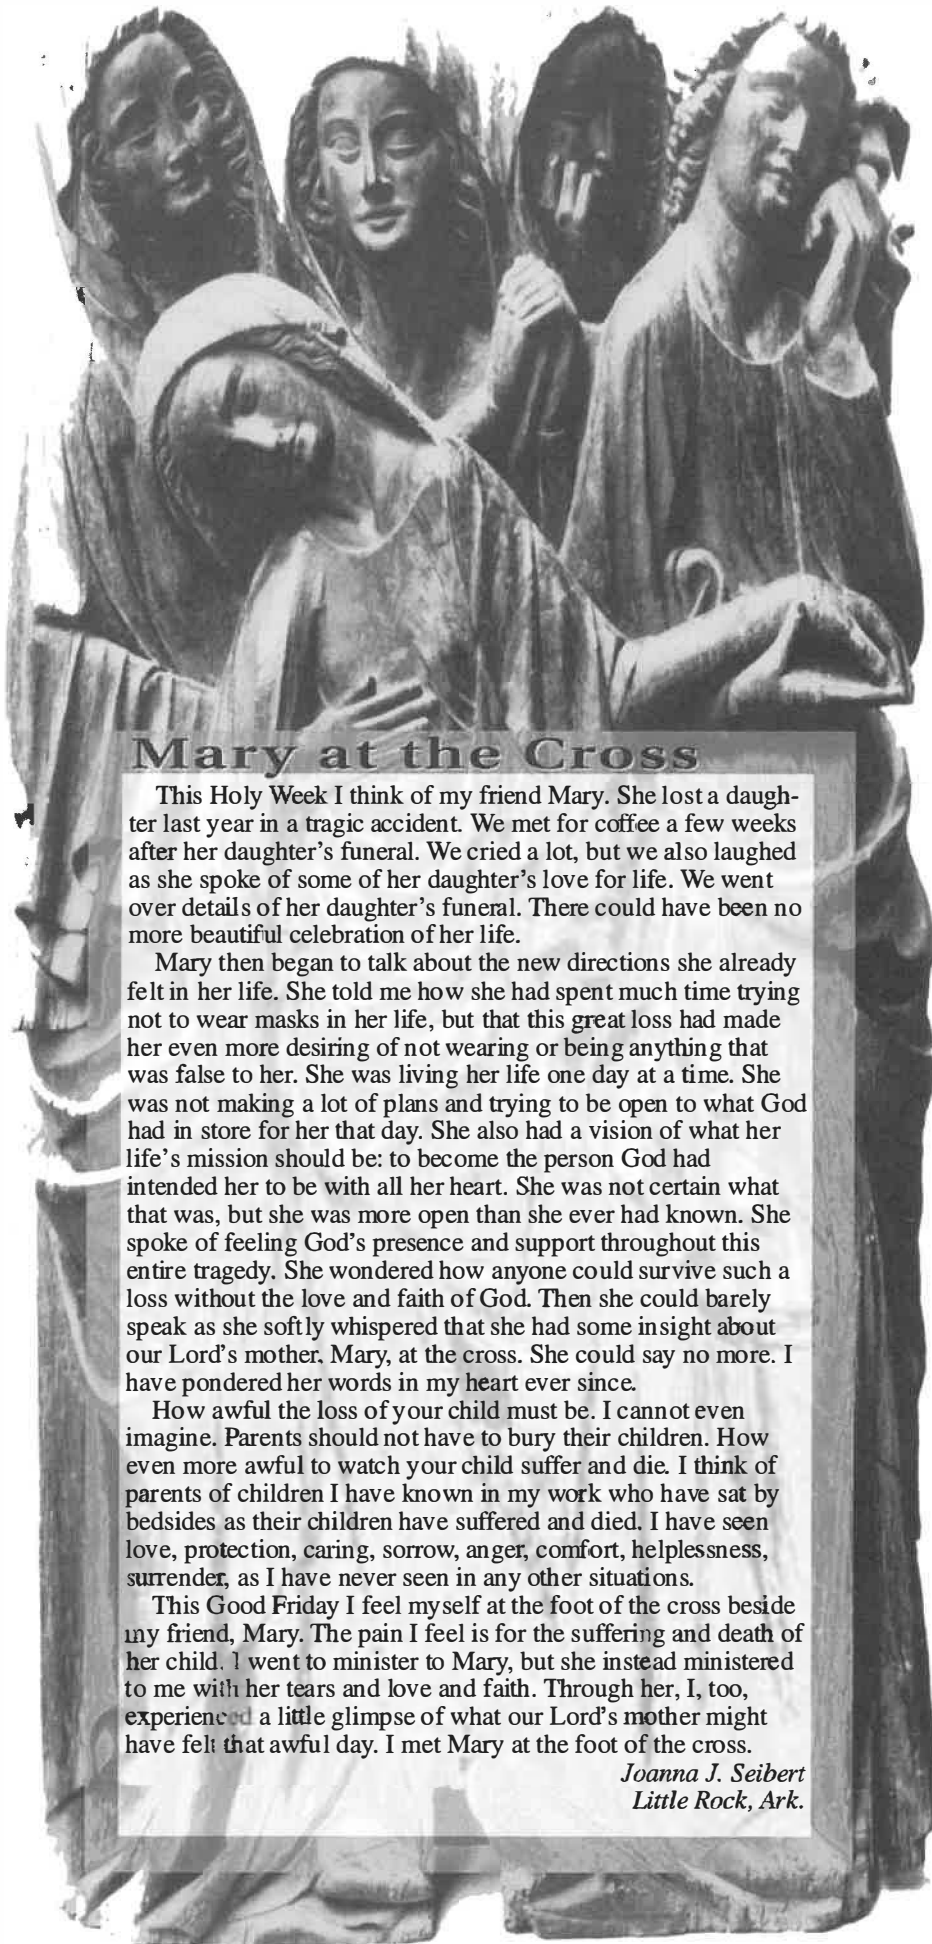 Mary at the Cross
This Holy Week I think of my friend Mary. She lost a daugh-
ter last year in a tragic accident. We met for coffee a few weeks
after her daughter's funeral. We cried a lot, but we also laughed
as she spoke of some of her daughter's love for life. We went
over details of her daughter's funeral. There could have been no
more beautiful celebration of her life.
Mary then began to talk about the new directions she already
felt in her life. She told me how she had spent much time trying
not to wear masks in her life, but that this great loss had made
her even more desiring of not wearing or being anything that
was false to her. She was living her life one day at a time. She
was not making a lot of plans and trying to be open to what God
had in store for her that day. She also had a vision of what her
life's mission should be: to become the person God had
intended her to be with all her heart. She was not certain what
that was, but she was more open than she ever had known. She
spoke of feeling God's presence and support throughout this
entire tragedy. She wondered how anyone could survive such a
loss without the love and faith of God. Then she could barely
speak as she softly whispered that she had some insight about
our Lord's mother, Mary, at the cross. She could say no more. I
have pondered her words in my heart ever since.
How awful the loss of your child must be. I cannot even
imagine. Parents should not have to bury their children. How
even more awful to watch your child suffer and die. I think of
parents of children I have known in my work who have sat by
bedsides as their children have suffered and died. I have seen
love, protection, caring, sorrow, anger, comfort, helplessness,
surrender, as I have never seen in any other situations.
This Good Friday I feel myself at the foot of the cross beside
my friend, Mary. The pain I feel is for the suffering and death of
her child. I went to minister to Mary, but she instead ministered
to me with her tears and love and faith. Through her, I, too,
experienced a little glimpse of what our Lord's mother might
have felt that awful day. I met Mary at the foot of the cross.
Joanna J. Seibert
Little Rock, Ark.